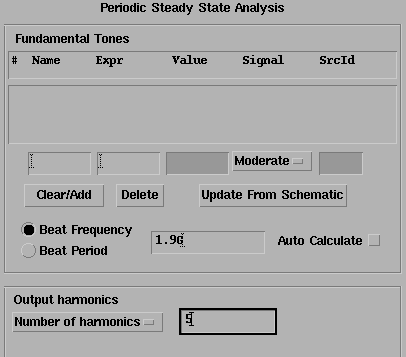 Periodic Steady State Analysis
Fundamental Tones
# Name Expr Value Signal SrcId
Moderate
Clear/Add Delete Update From Schematic
Beat Frequency
Beat Period
1.9G
Auto Calculate
Output harmonics
Number of harmonics 5